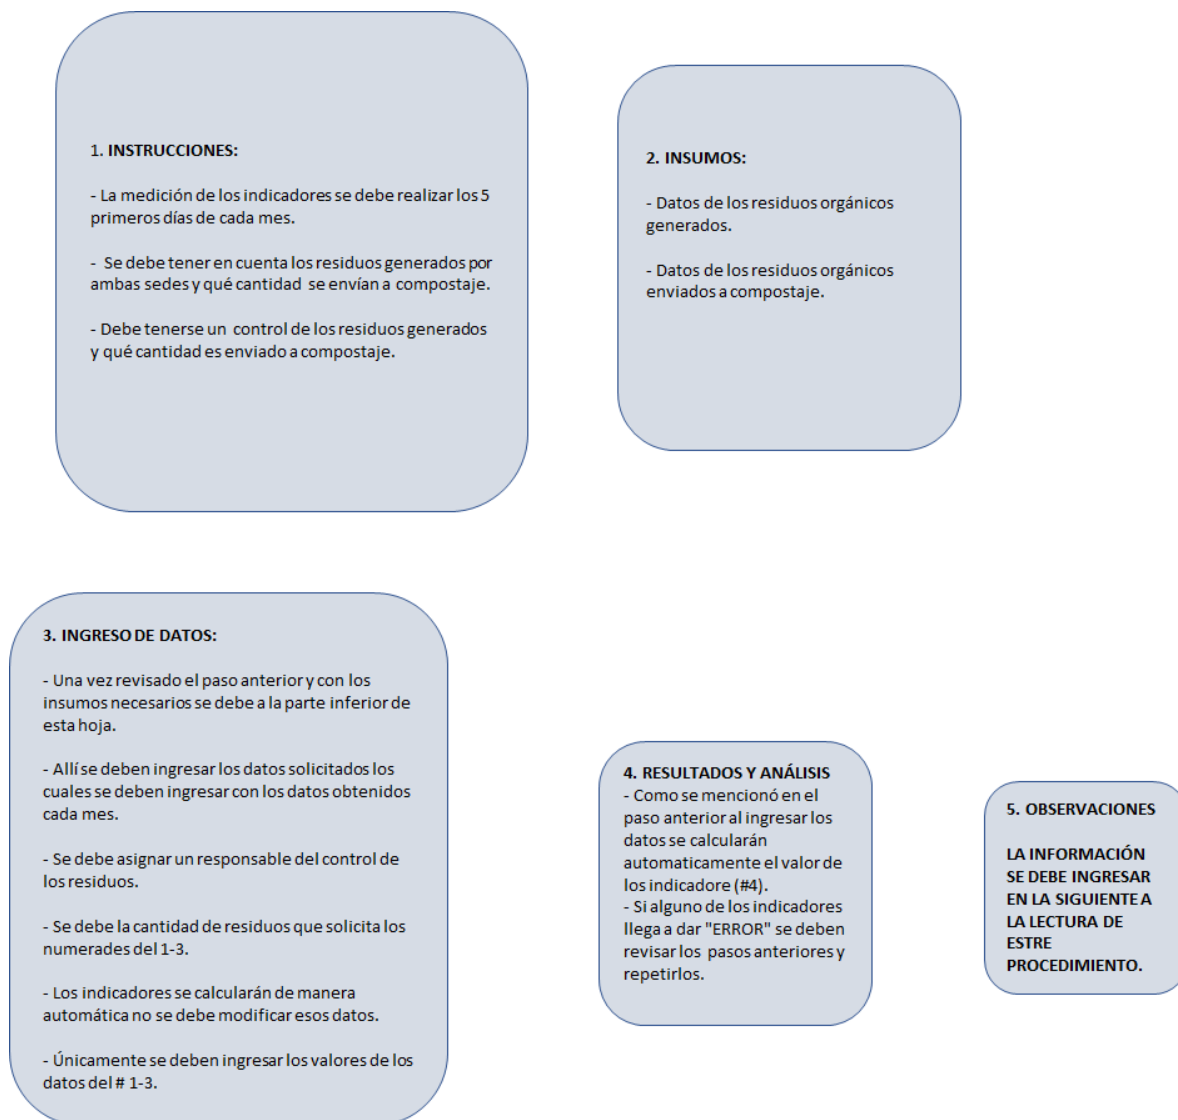 1. INSTRUCCIONES:
- La medición de los indicadores se debe realizar los 5
primeros días de cada mes.
- Se debe tener en cuenta los residuos generados por
ambas sedes y qué cantidad se envían a compostaje.
- Debe tenerse un control de los residuos generados
y qué cantidad es enviado a compostaje.
2. INSUMOS:
- Datos de los residuos orgánicos
generados.
- Datos de los residuos orgánicos
enviados a compostaje.
3. INGRESO DE DATOS:
- Una vez revisado el paso anterior y con los
insumos necesarios se debe a la parte inferior de
esta hoja.
- Allí se deben ingresar los datos solicitados los
cuales se deben ingresar con los datos obtenidos
cada mes.
- Se debe asignar un responsable del control de
los residuos.
- Se debe la cantidad de residuos que solicita los
numerades del 1-3.
- Los indicadores se calcularán de manera
automática no se debe modificar esos datos.
- Únicamente se deben ingresar los valores de los
datos del # 1-3.
4. RESULTADOS Y ANÁLISIS
- Como se mencionó en el
paso anterior al ingresar los
datos se calcularán
automaticamente el valor de
los indicadore (#4).
- Si alguno de los indicadores
llega a dar "ERROR" se deben
revisar los pasos anteriores y
repetirlos.
5. OBSERVACIONES
LA INFORMACIÓN
SE DEBE INGRESAR
EN LA SIGUIENTE A
LA LECTURA DE
ESTRE
PROCEDIMIENTO.